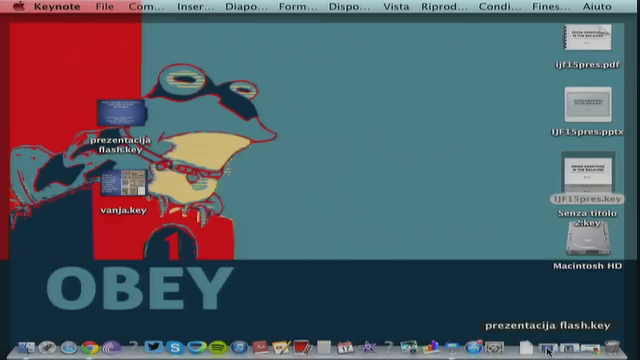 Keynote File Com... Inser... Diapo... Form... Dispo... Vista Riprod... Condi... Fines... Aiuto
ijf15pres.pdf
IJF15pres.pptx
prezentacija
flash.key
IJF15pres.key
vanja.key
Senza titolo
2.key
Macintosh HD
1
OBEY
prezentacija flash.key
17